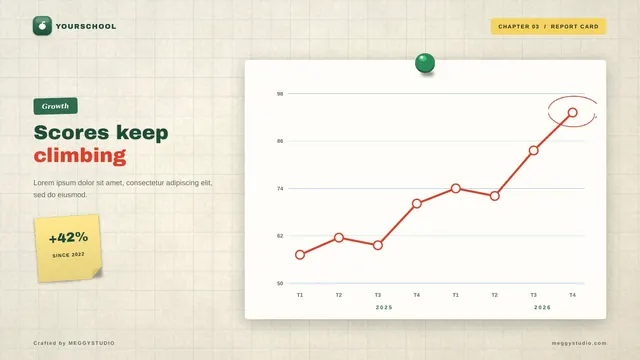 YOURSCHOOL
CHAPTER 03 / REPORT CARD
Growth
Scores keep
climbing
Lorem ipsum dolor sit amet, consectetur adipiscing elit,
sed do eiusmod.
+42%
SINCE 2022
98
86
74
62
50
T1 T2 T3 T4 T1 T2 T3 T4
2025 2026
Crafted by MEGGYSTUDIO
meggystudio.com